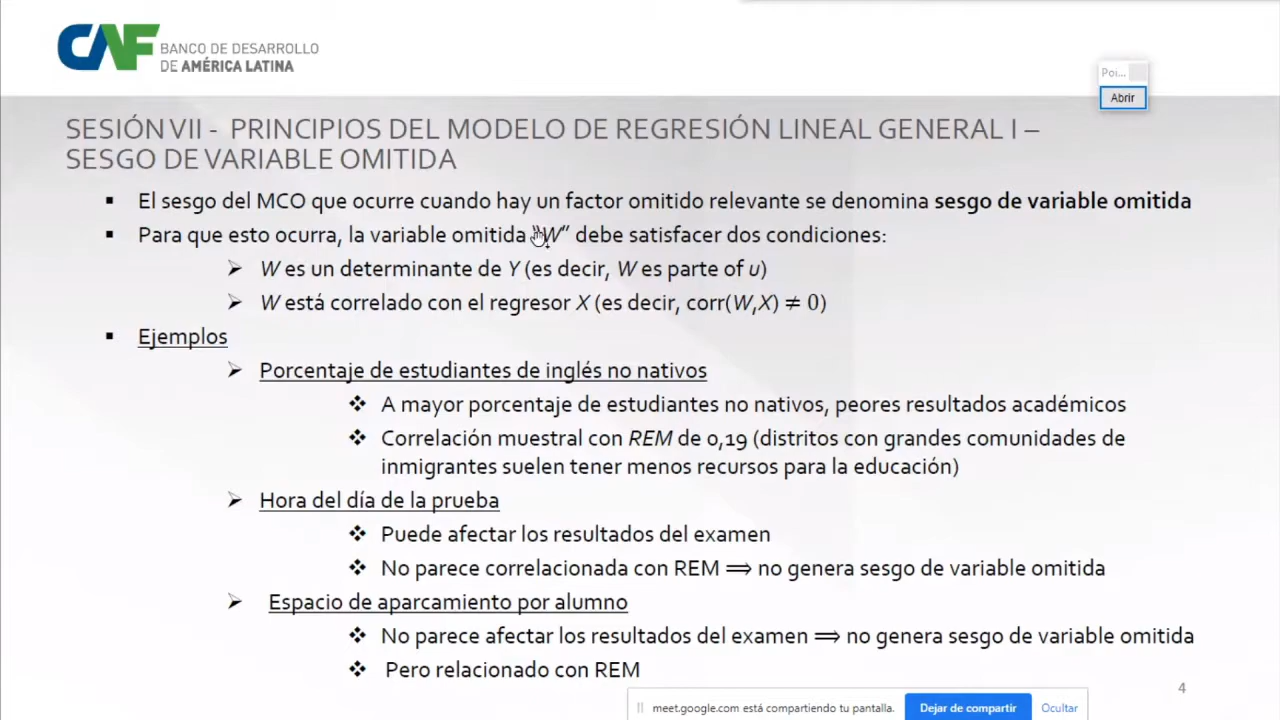 CAF BANCO DE DESARROLLO
DE AMÉRICA LATINA
Poi...
Abrir
SESIÓN VII - PRINCIPIOS DEL MODELO DE REGRESIÓN LINEAL GENERAL I –
SESGO DE VARIABLE OMITIDA
▪ El sesgo del MCO que ocurre cuando hay un factor omitido relevante se denomina sesgo de variable omitida
▪ Para que esto ocurra, la variable omitida "W" debe satisfacer dos condiciones:
➢ W es un determinante de Y (es decir, W es parte of u)
➢ W está correlado con el regresor X (es decir, corr(W,X) ≠ 0)
▪ Ejemplos
➢ Porcentaje de estudiantes de inglés no nativos
❖ A mayor porcentaje de estudiantes no nativos, peores resultados académicos
❖ Correlación muestral con REM de 0,19 (distritos con grandes comunidades de
inmigrantes suelen tener menos recursos para la educación)
➢ Hora del día de la prueba
❖ Puede afectar los resultados del examen
❖ No parece correlacionada con REM ⟹ no genera sesgo de variable omitida
➢ Espacio de aparcamiento por alumno
❖ No parece afectar los resultados del examen ⟹ no genera sesgo de variable omitida
❖ Pero relacionado con REM
4
meet.google.com está compartiendo tu pantalla. Dejar de compartir Ocultar